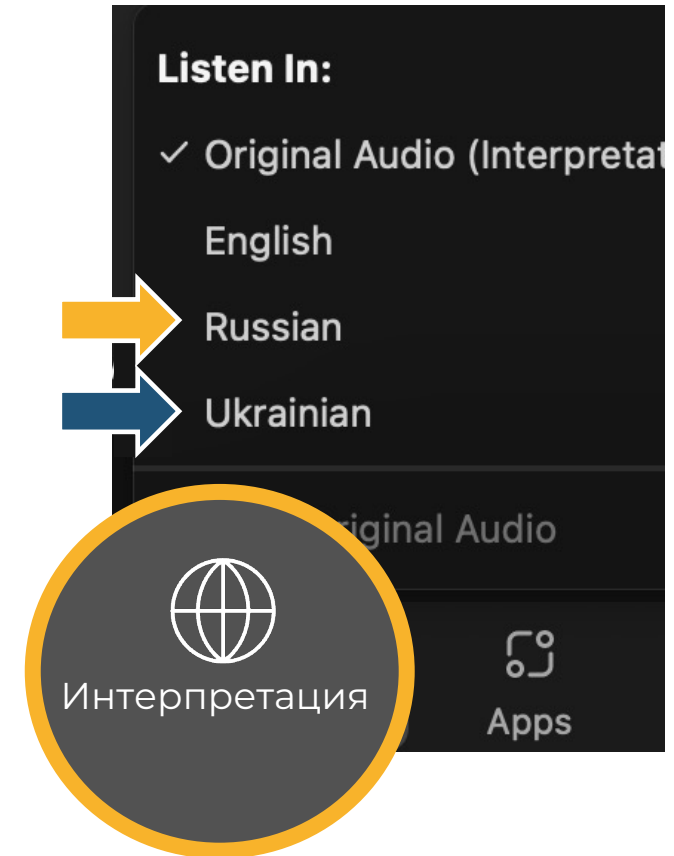 Listen In:
✓ Original Audio (Interpretat
English
Russian
Ukrainian
riginal Audio
Интерпретация
Apps